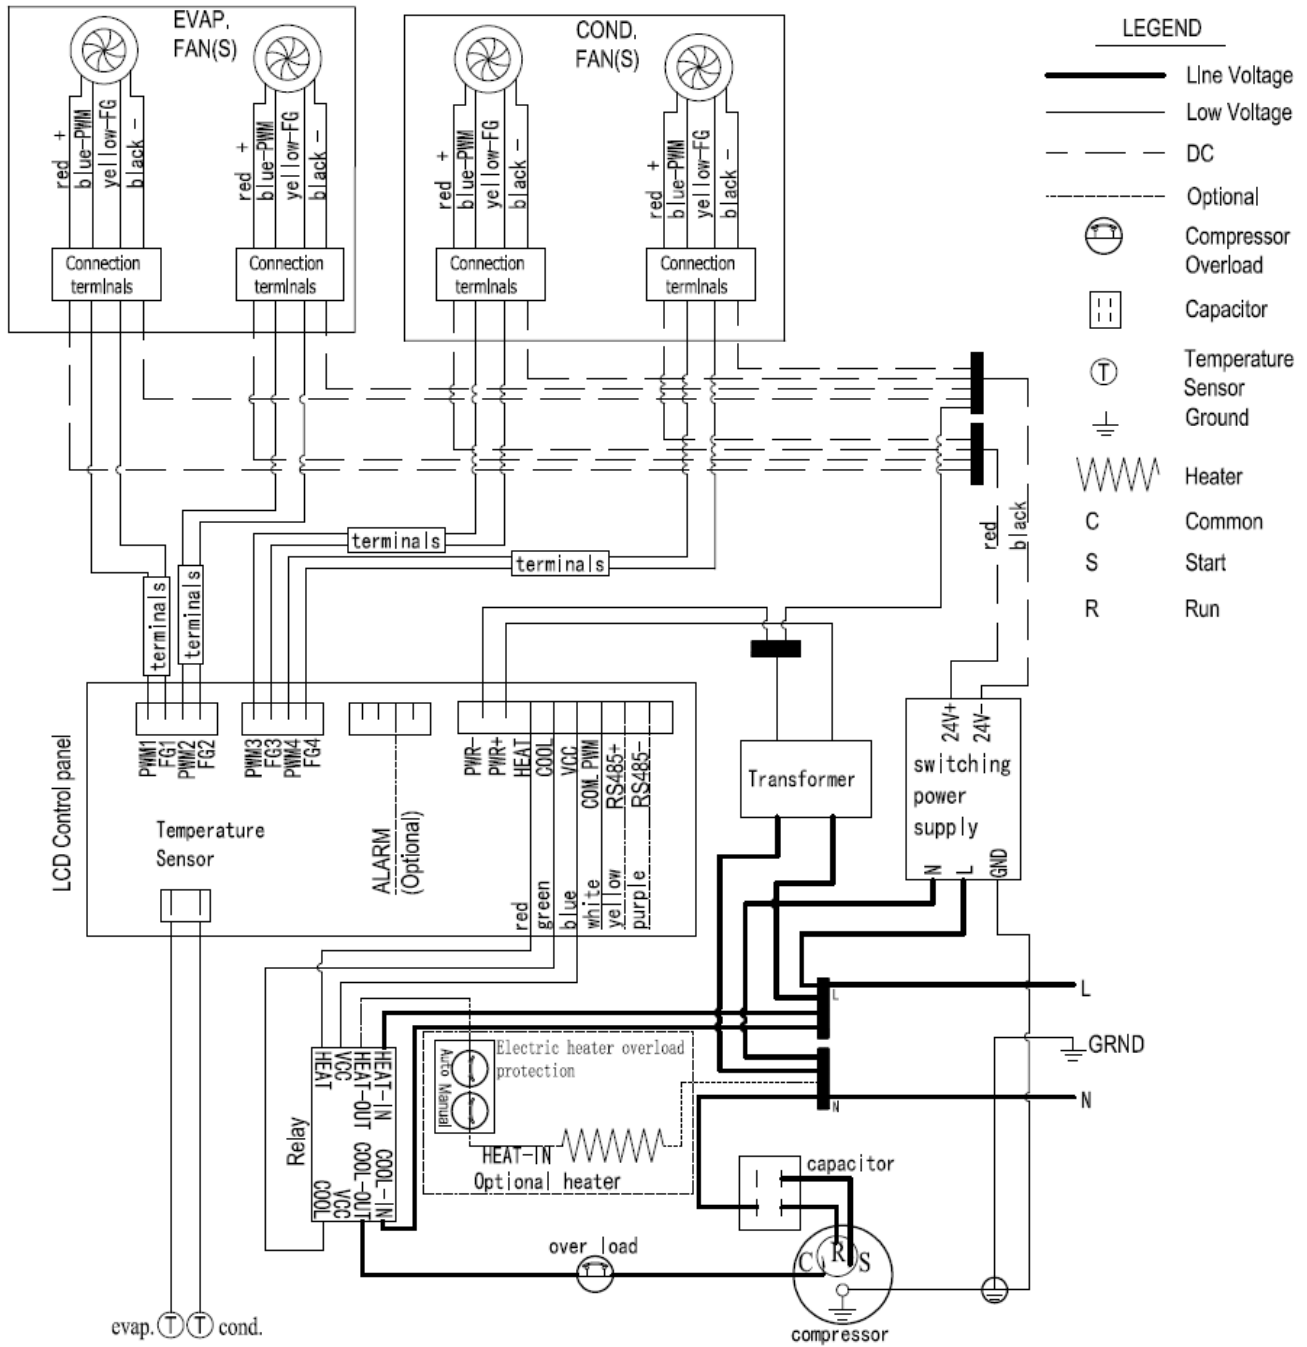 EVAP.
FAN(S)
COND.
FAN(S)
red +
blue-PWM
yellow-FG
black -
red +
blue-PWM
yellow-FG
black -
red +
blue-PWM
yellow-FG
black -
red +
blue-PWM
yellow-FG
black -
Connection
terminals
Connection
terminals
Connection
terminals
Connection
terminals
LEGEND
Line Voltage
Low Voltage
DC
Optional
Compressor
Overload
Capacitor
T
Temperature
Sensor
Ground
Heater
C Common
S Start
R Run
red
black
terminals
terminals
terminals
terminals
LCD Control panel
PWM1
FG1
PWM2
FG2
PWM3
FG3
PWM4
FG4
PWR-
PWR+
HEAT
COOL
VCC
COM_PWM
RS485+
RS485-
Temperature
Sensor
ALARM
(Optional)
red
green
blue
white
yellow
purple
Transformer
24V+
24V-
switching
power
supply
N
L
GND
L
L
GRND
N
N
Relay
HEAT
VCC
HEAT-OUT
HEAT-IN
COOL
VCC
COOL-OUT
COOL-IN
Auto Manual
Electric heater overload
protection
HEAT-IN
Optional heater
capacitor
over load
C R S
compressor
evap. T T cond.